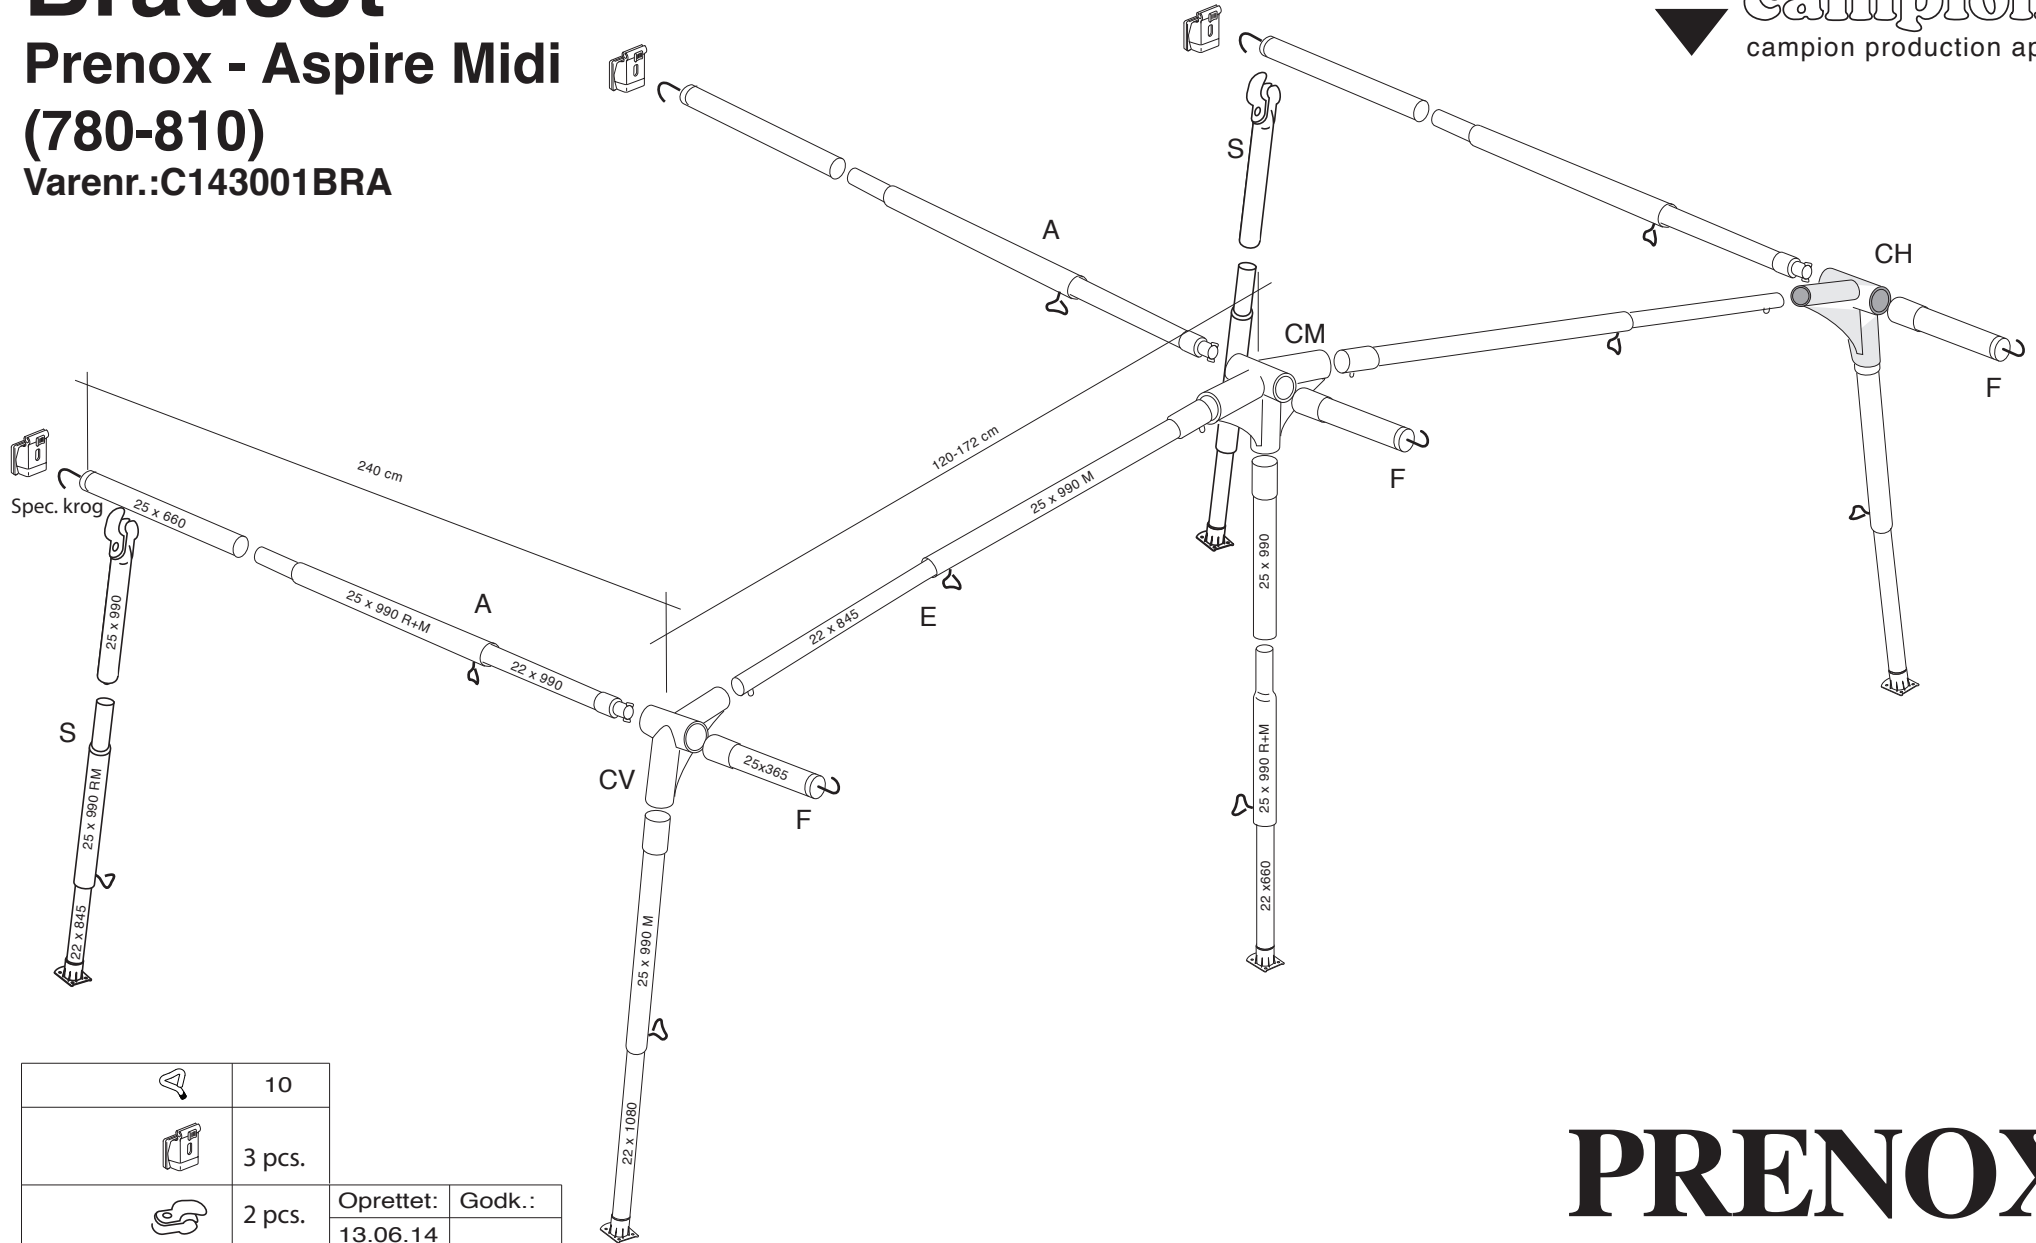 Bradcot
Prenox - Aspire Midi
(780-810)
Varenr.:C143001BRA
campion production ap
S
A
CH
CM
F
240 cm
120-172 cm
25 x 990 M
F
Spec. krog
25 x 660
25 x 990
25 x 990
25 x 990 R+M
A
22 x 990
22 x 845
E
S
25 x 990 RM
CV
25x365
F
25 x 990 R+M
22 x 845
22 x660
25 x 990 M
22 x 1080
10
3 pcs.
2 pcs.
Oprettet:
Godk.:
13.06.14
PRENOX